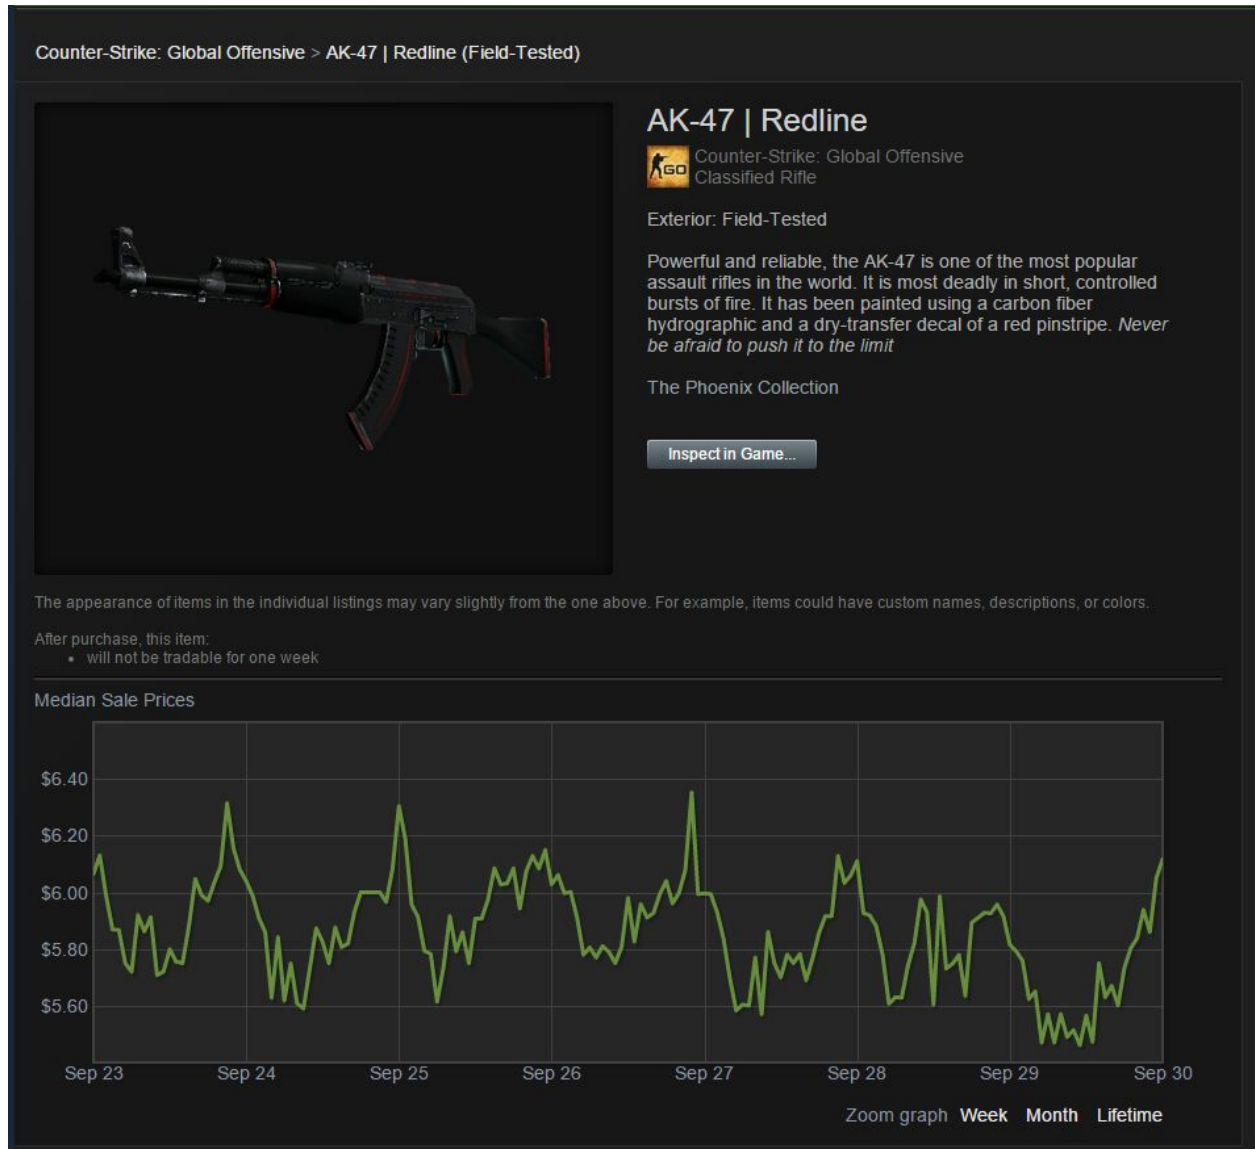 Counter-Strike: Global Offensive > AK-47 | Redline (Field-Tested)
AK-47 | Redline
GO
Counter-Strike: Global Offensive
Classified Rifle
Exterior: Field-Tested
Powerful and reliable, the AK-47 is one of the most popular
assault rifles in the world. It is most deadly in short, controlled
bursts of fire. It has been painted using a carbon fiber
hydrographic and a dry-transfer decal of a red pinstripe. Never
be afraid to push it to the limit
The Phoenix Collection
Inspect in Game...
The appearance of items in the individual listings may vary slightly from the one above. For example, items could have custom names, descriptions, or colors.
After purchase, this item:
• will not be tradable for one week
Median Sale Prices
$6.40
$6.20
$6.00
$5.80
$5.60
Sep 23 Sep 24 Sep 25 Sep 26 Sep 27 Sep 28 Sep 29 Sep 30
Zoom graph Week Month Lifetime